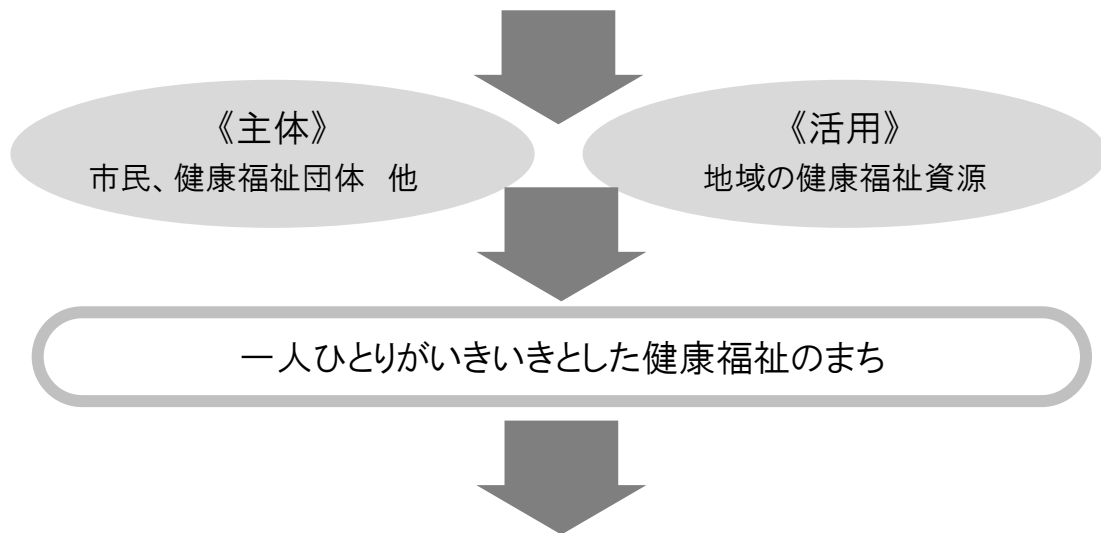 《主体》
市民、健康福祉団体　他
《活用》
地域の健康福祉資源
一人ひとりがいきいきとした健康福祉のまち